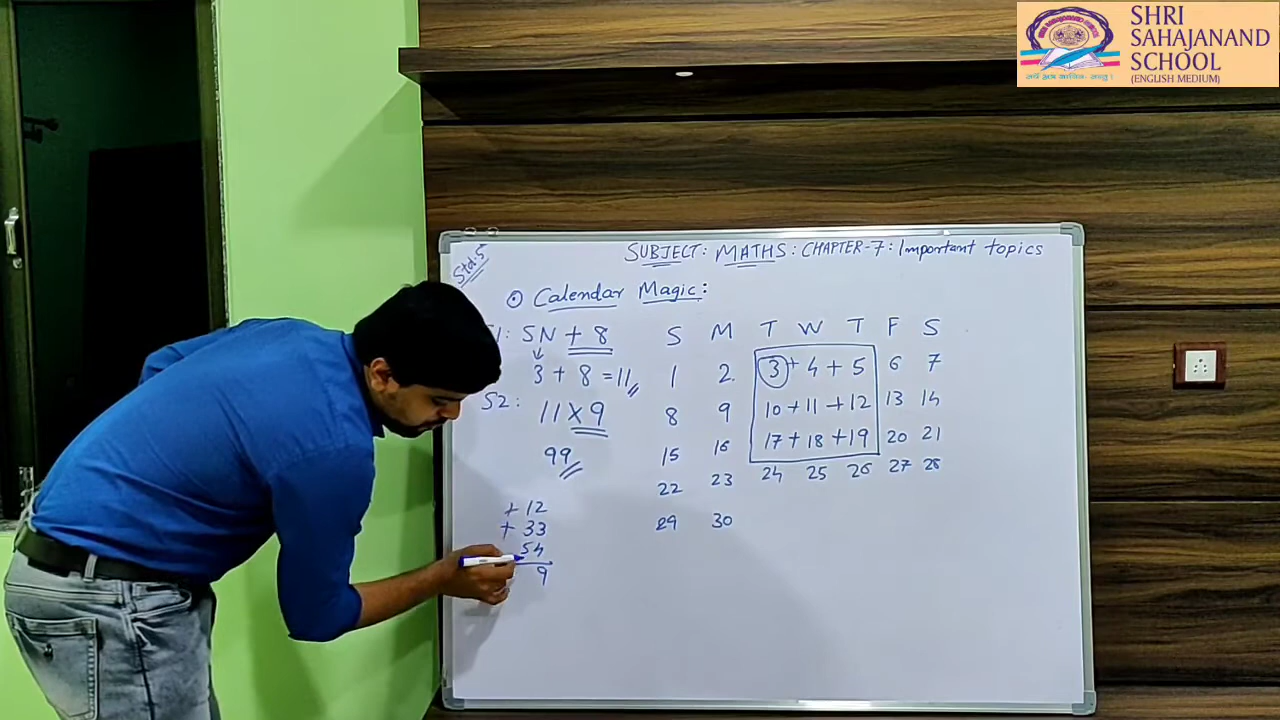 SHRI
SAHAJANAND
SCHOOL
(ENGLISH MEDIUM)
Std.5
SUBJECT: MATHS: CHAPTER-7: Important topics
Calendar Magic:
1: SN + 8
3 + 8 = 11
S2: 11 x 9
99
+ 12
+ 33
54
9
S M T W T F S
1 2 3 + 4 + 5 6 7
8 9 10 + 11 + 12 13 14
15 16 17 + 18 + 19 20 21
22 23 24 25 26 27 28
29 30